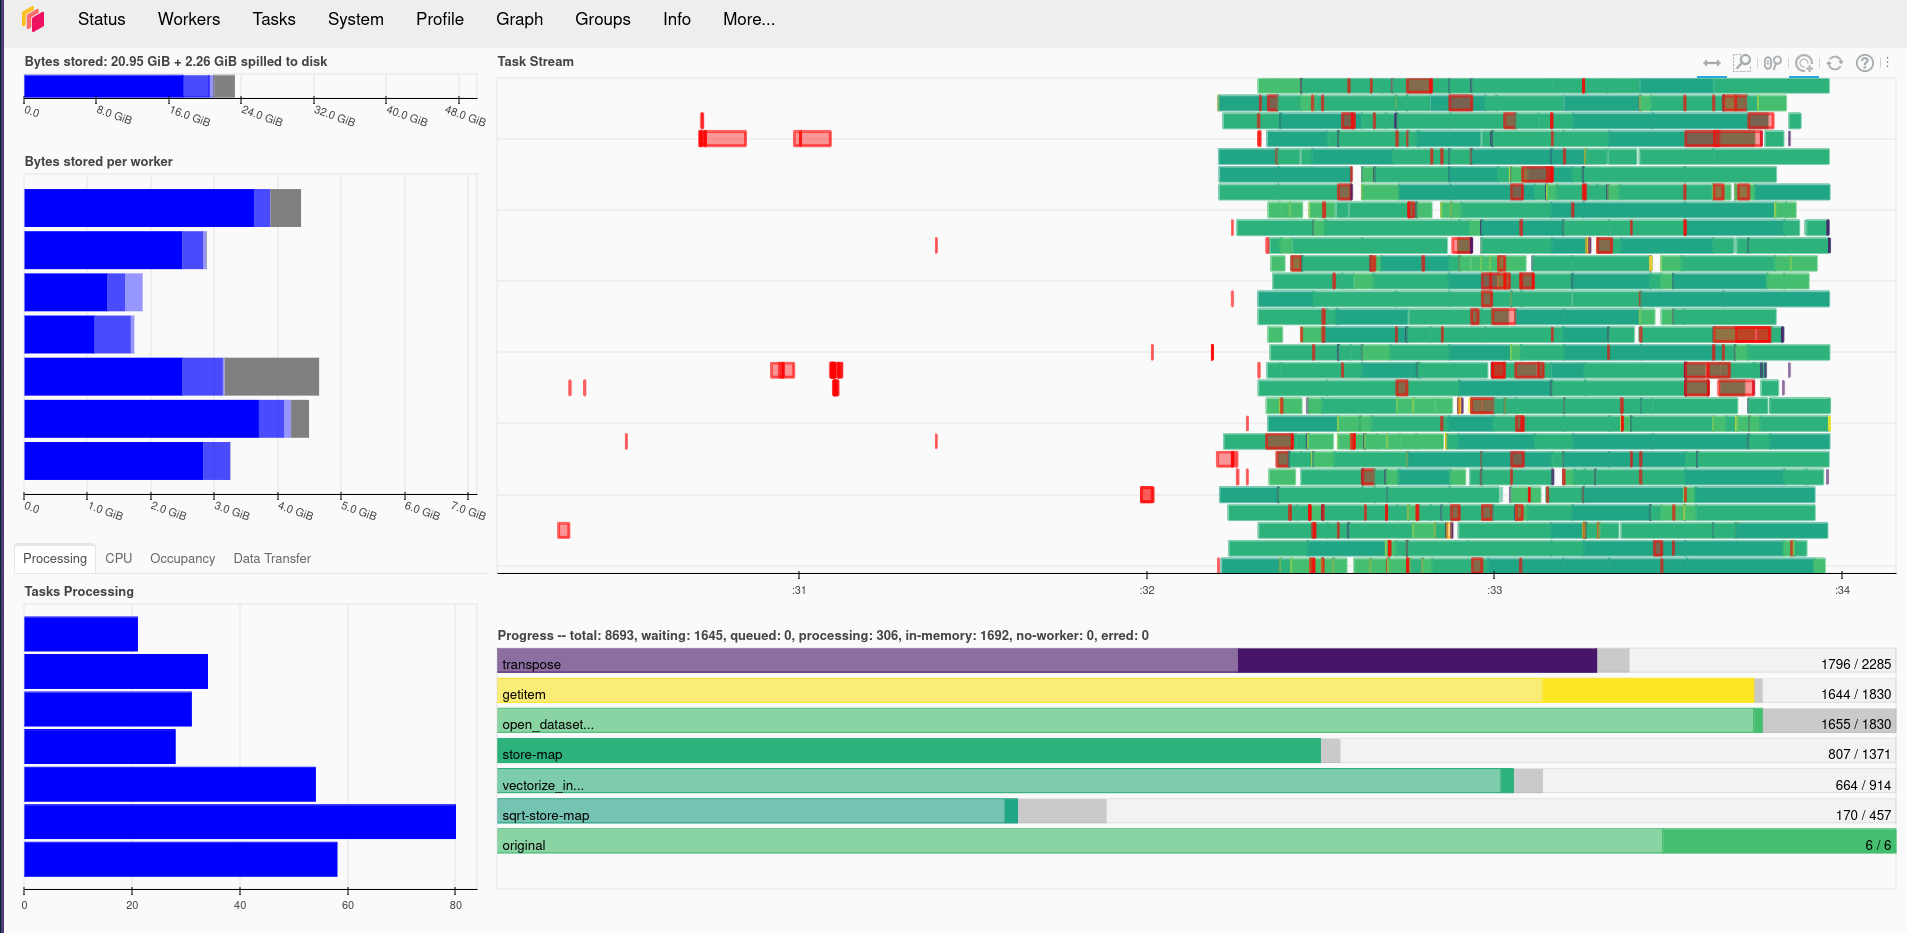 Status Workers Tasks System Profile Graph Groups Info More...
Bytes stored: 20.95 GiB + 2.26 GiB spilled to disk
0.0 8.0 GiB 16.0 GiB 24.0 GiB 32.0 GiB 40.0 GiB 48.0 GiB
Bytes stored per worker
0.0 1.0 GiB 2.0 GiB 3.0 GiB 4.0 GiB 5.0 GiB 6.0 GiB 7.0 GiB
Processing CPU Occupancy Data Transfer
Tasks Processing
0 20 40 60 80
Task Stream
:31 :32 :33 :34
Progress -- total: 8693, waiting: 1645, queued: 0, processing: 306, in-memory: 1692, no-worker: 0, erred: 0
transpose 1796 / 2285
getitem 1644 / 1830
open_dataset... 1655 / 1830
store-map 807 / 1371
vectorize_in... 664 / 914
sqrt-store-map 170 / 457
original 6 / 6